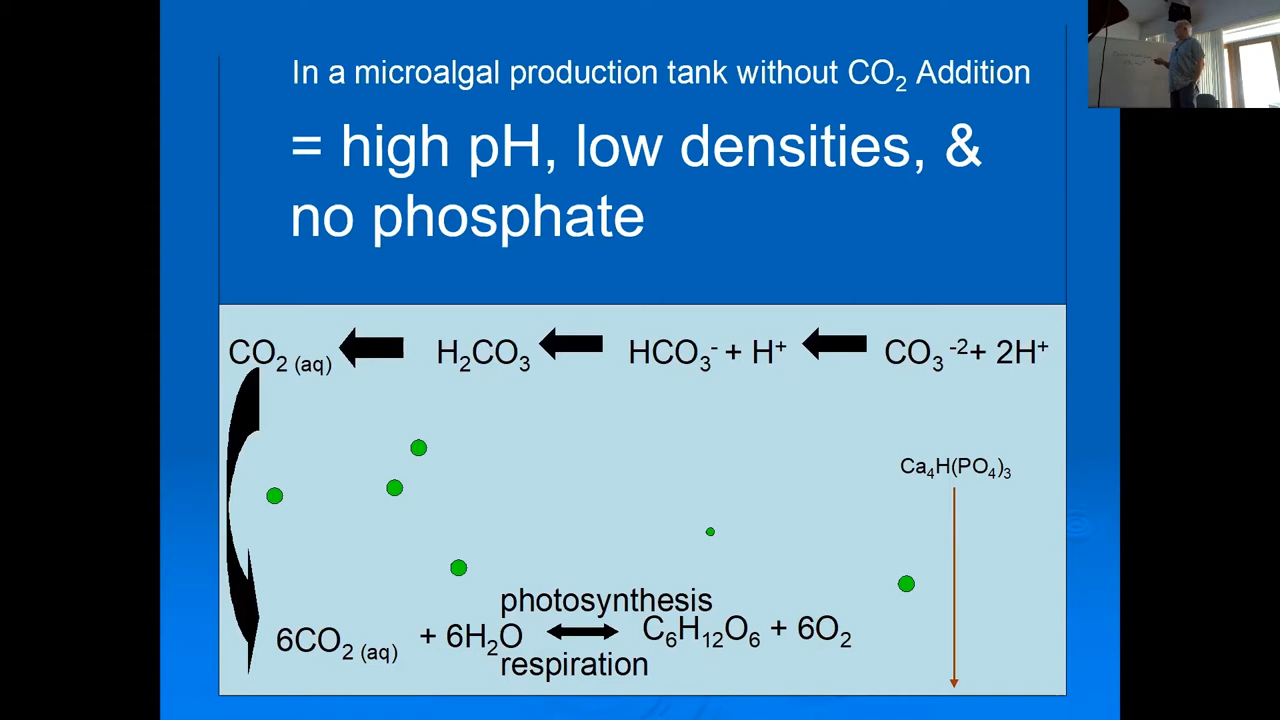 In a microalgal production tank without CO₂ Addition
= high pH, low densities, &
no phosphate
CO₂ (aq) H₂CO₃ HCO₃⁻ + H⁺ CO₃ ⁻²+ 2H⁺
Ca₄H(PO₄)₃
photosynthesis
6CO₂ (aq) + 6H₂O C₆H₁₂O₆ + 6O₂
respiration